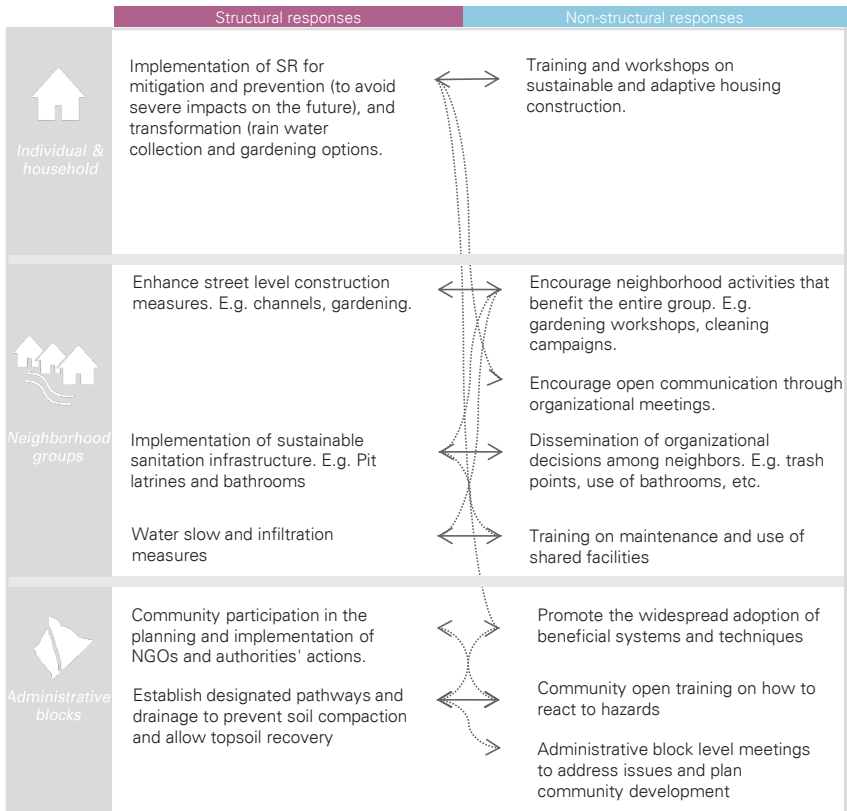 Structural responses
Non-structural responses
Individual &
household
Implementation of SR for
mitigation and prevention (to avoid
severe impacts on the future), and
transformation (rain water
collection and gardening options.
Training and workshops on
sustainable and adaptive housing
construction.
Neighborhood
groups
Enhance street level construction
measures. E.g. channels, gardening.
Encourage neighborhood activities that
benefit the entire group. E.g.
gardening workshops, cleaning
campaigns.
Encourage open communication through
organizational meetings.
Implementation of sustainable
sanitation infrastructure. E.g. Pit
latrines and bathrooms
Dissemination of organizational
decisions among neighbors. E.g. trash
points, use of bathrooms, etc.
Water slow and infiltration
measures
Training on maintenance and use of
shared facilities
Administrative
blocks
Community participation in the
planning and implementation of
NGOs and authorities' actions.
Promote the widespread adoption of
beneficial systems and techniques
Establish designated pathways and
drainage to prevent soil compaction
and allow topsoil recovery
Community open training on how to
react to hazards
Administrative block level meetings
to address issues and plan
community development